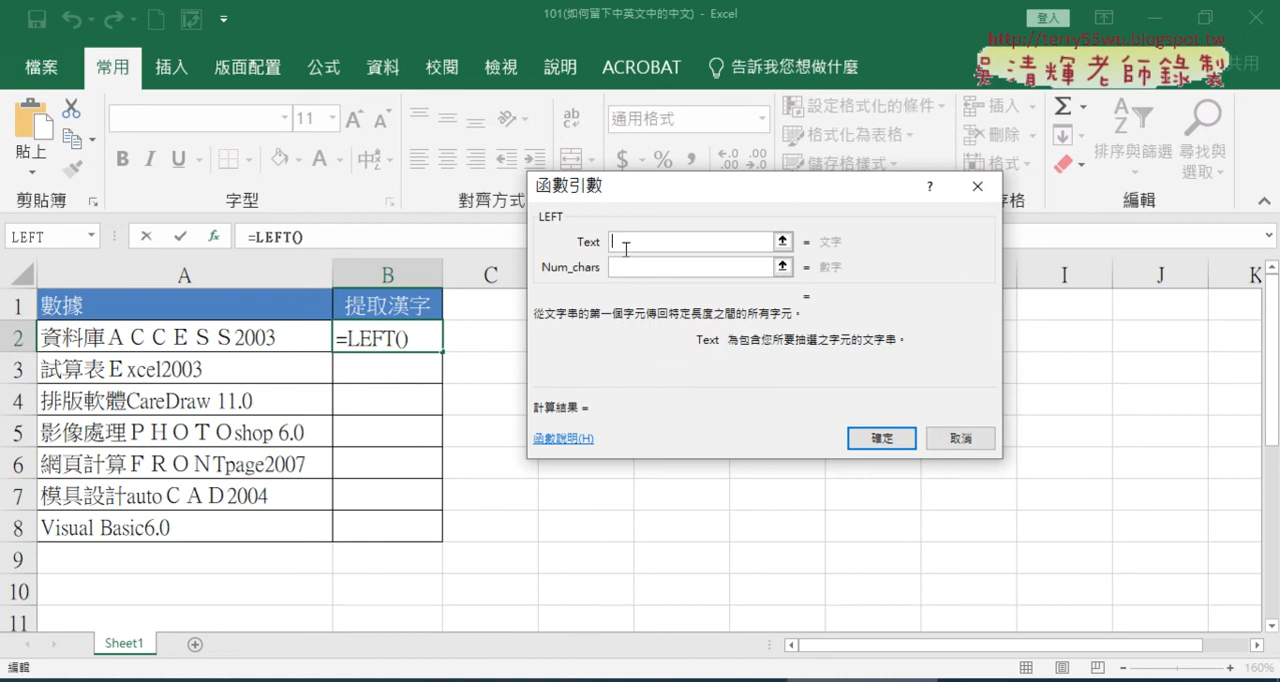 101(如何留下中英文中的中文) - Excel
登入
http://terry55wu.blogspot.tw
吳清輝老師錄製
檔案 常用 插入 版面配置 公式 資料 校閱 檢視 說明 ACROBAT 告訴我您想做什麼 共用
貼上
剪貼簿
11
B I U A 中
字型
ab
對齊方式
通用格式
$ % ,
設定格式化的條件
格式化為表格
儲存格樣式
插入
刪除
格式
存格
排序與篩選
尋找與選取
編輯
LEFT
fx =LEFT()
A B C I J K
1 數據 提取漢字
2 資料庫ＡＣＣＥＳＳ2003 =LEFT()
3 試算表Ｅxcel2003
4 排版軟體CareDraw 11.0
5 影像處理ＰＨＯＴＯshop 6.0
6 網頁計算ＦＲＯＮＴpage2007
7 模具設計autoＣＡＤ2004
8 Visual Basic6.0
9
10
11
函數引數 ?
LEFT
Text = 文字
Num_chars = 數字
=
從文字串的第一個字元傳回特定長度之間的所有字元。
Text 為包含您所要抽選之字元的文字串。
計算結果 =
函數說明(H)
確定 取消
Sheet1
編輯
160%